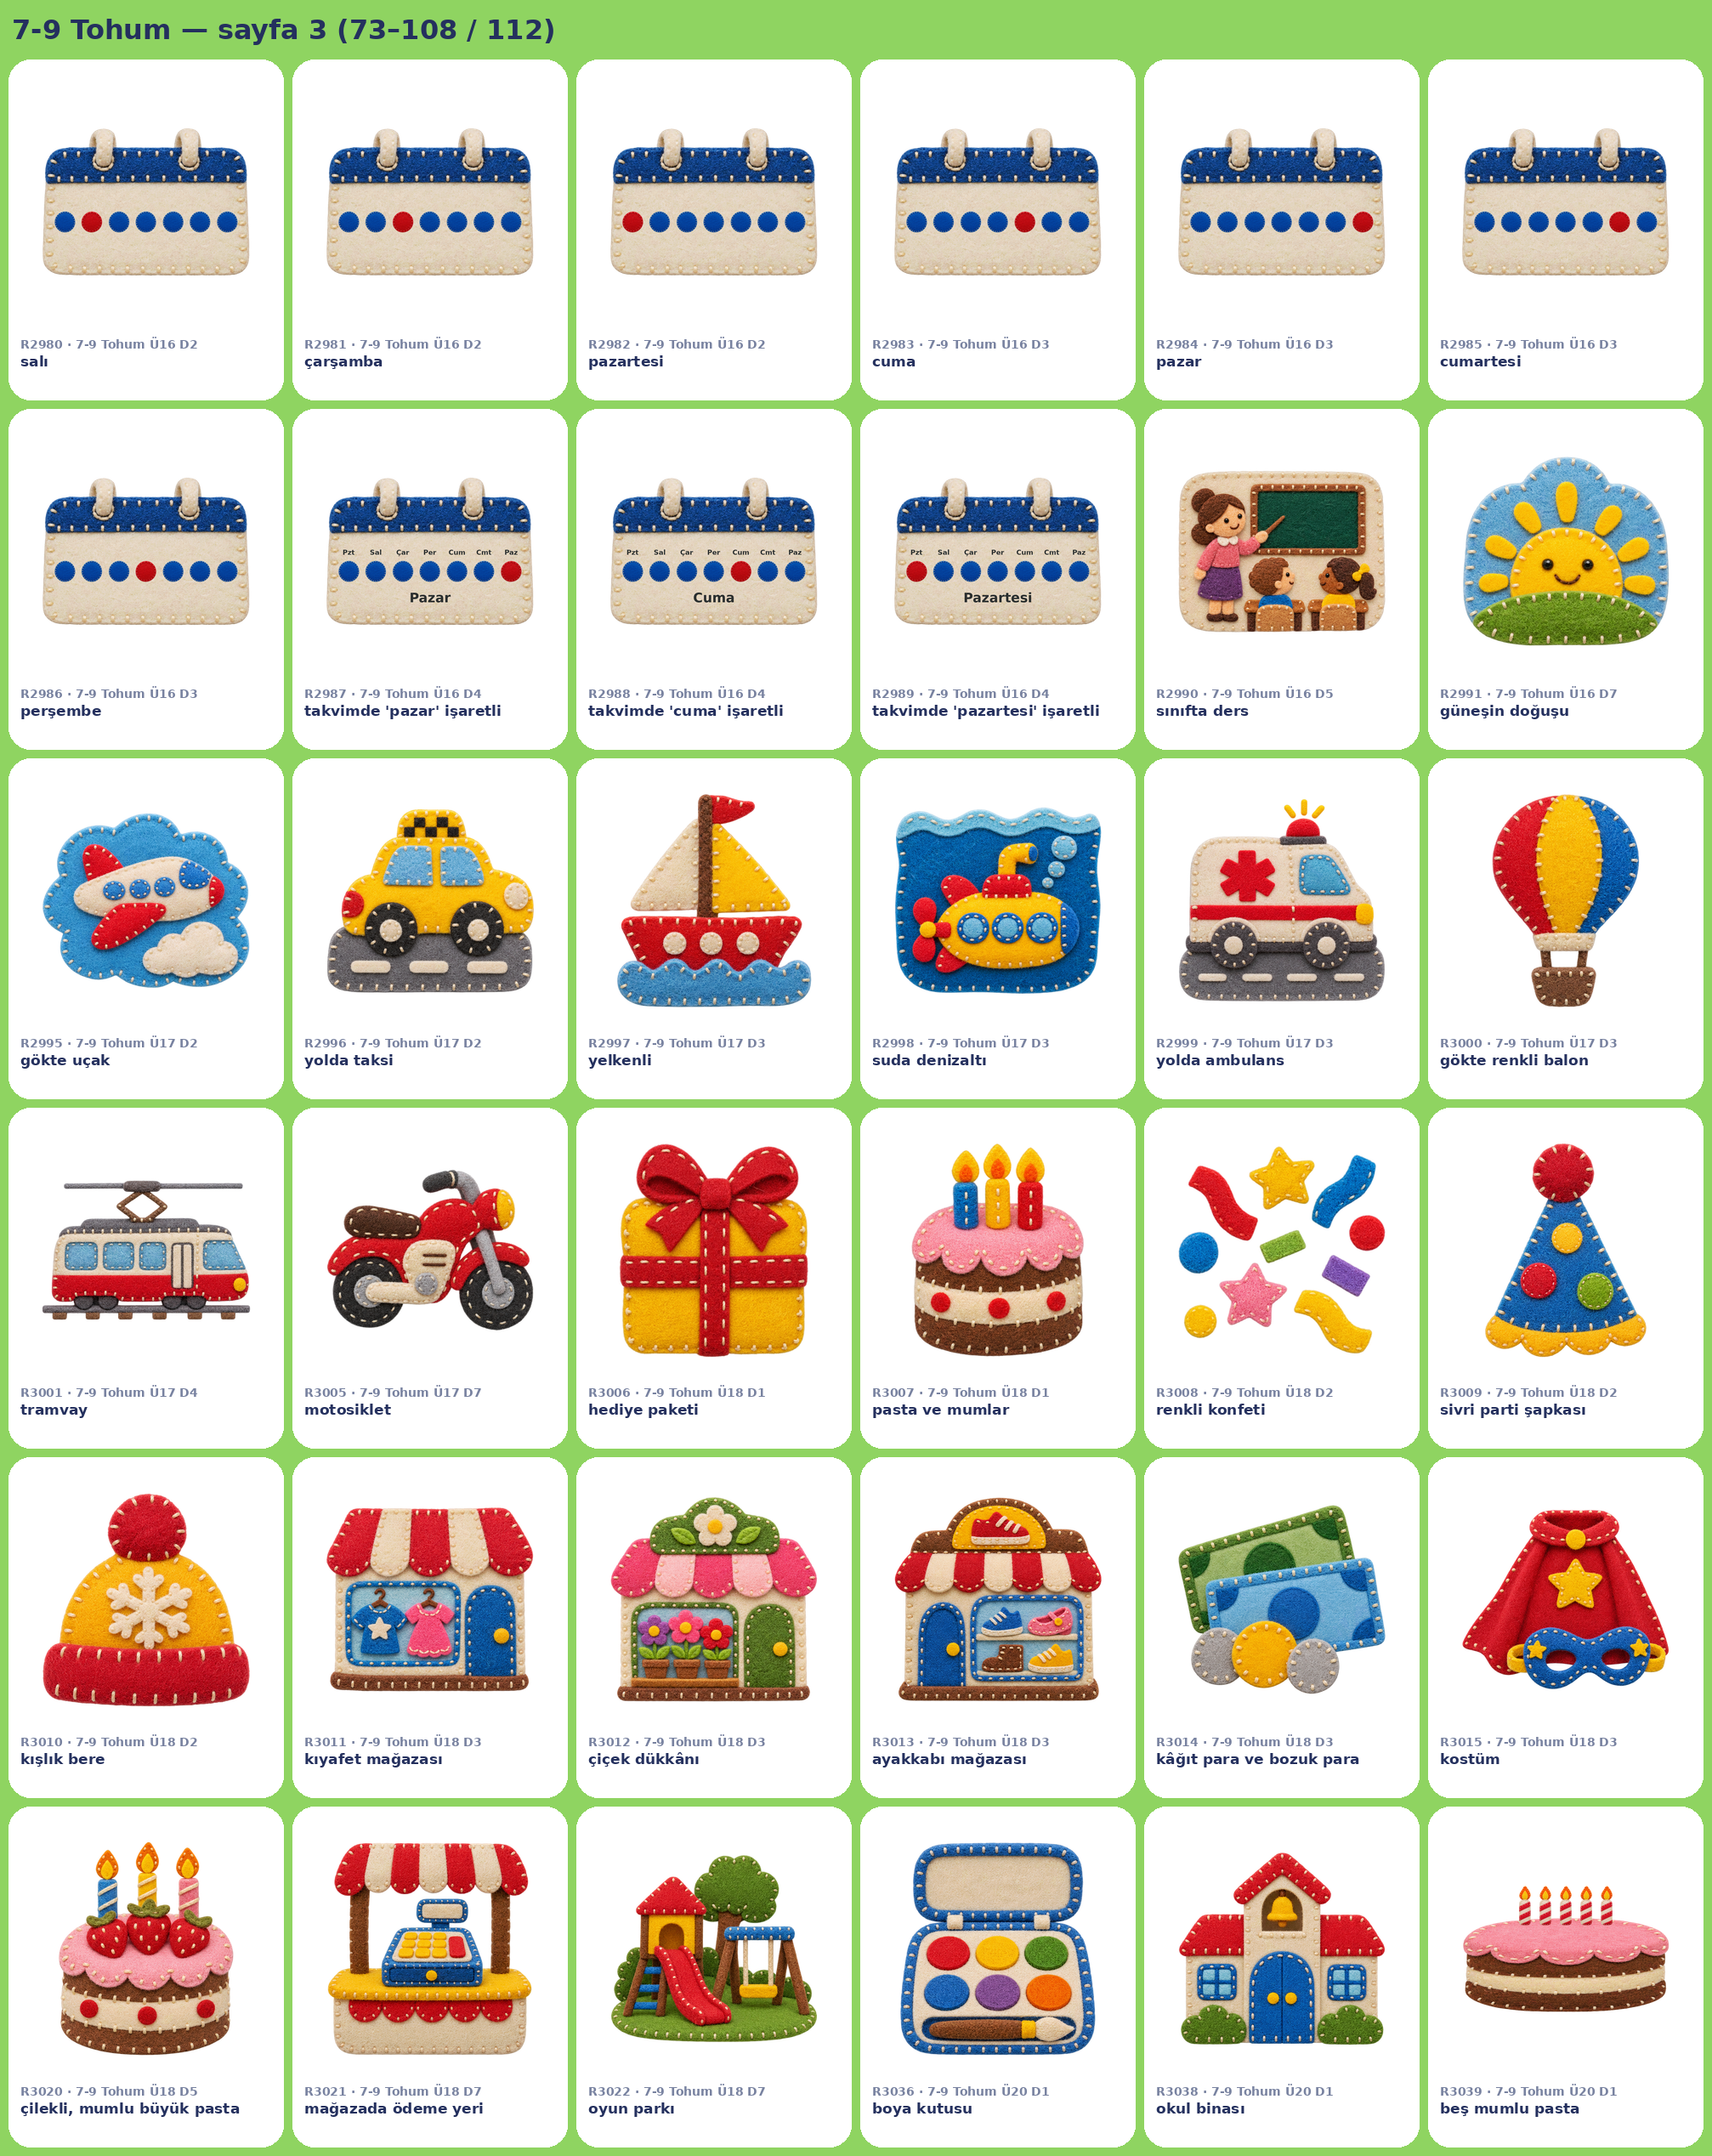 7-9 Tohum — sayfa 3 (73–108 / 112)
R2980 · 7-9 Tohum Ü16 D2
salı
R2981 · 7-9 Tohum Ü16 D2
çarşamba
R2982 · 7-9 Tohum Ü16 D2
pazartesi
R2983 · 7-9 Tohum Ü16 D3
cuma
R2984 · 7-9 Tohum Ü16 D3
pazar
R2985 · 7-9 Tohum Ü16 D3
cumartesi
R2986 · 7-9 Tohum Ü16 D3
perşembe
Pzt Sal Çar Per Cum Cmt Paz
Pazar
R2987 · 7-9 Tohum Ü16 D4
takvimde 'pazar' işaretli
Pzt Sal Çar Per Cum Cmt Paz
Cuma
R2988 · 7-9 Tohum Ü16 D4
takvimde 'cuma' işaretli
Pzt Sal Çar Per Cum Cmt Paz
Pazartesi
R2989 · 7-9 Tohum Ü16 D4
takvimde 'pazartesi' işaretli
R2990 · 7-9 Tohum Ü16 D5
sınıfta ders
R2991 · 7-9 Tohum Ü16 D7
güneşin doğuşu
R2995 · 7-9 Tohum Ü17 D2
gökte uçak
R2996 · 7-9 Tohum Ü17 D2
yolda taksi
R2997 · 7-9 Tohum Ü17 D3
yelkenli
R2998 · 7-9 Tohum Ü17 D3
suda denizaltı
R2999 · 7-9 Tohum Ü17 D3
yolda ambulans
R3000 · 7-9 Tohum Ü17 D3
gökte renkli balon
R3001 · 7-9 Tohum Ü17 D4
tramvay
R3005 · 7-9 Tohum Ü17 D7
motosiklet
R3006 · 7-9 Tohum Ü18 D1
hediye paketi
R3007 · 7-9 Tohum Ü18 D1
pasta ve mumlar
R3008 · 7-9 Tohum Ü18 D2
renkli konfeti
R3009 · 7-9 Tohum Ü18 D2
sivri parti şapkası
R3010 · 7-9 Tohum Ü18 D2
kışlık bere
R3011 · 7-9 Tohum Ü18 D3
kıyafet mağazası
R3012 · 7-9 Tohum Ü18 D3
çiçek dükkânı
R3013 · 7-9 Tohum Ü18 D3
ayakkabı mağazası
R3014 · 7-9 Tohum Ü18 D3
kâğıt para ve bozuk para
R3015 · 7-9 Tohum Ü18 D3
kostüm
R3020 · 7-9 Tohum Ü18 D5
çilekli, mumlu büyük pasta
R3021 · 7-9 Tohum Ü18 D7
mağazada ödeme yeri
R3022 · 7-9 Tohum Ü18 D7
oyun parkı
R3036 · 7-9 Tohum Ü20 D1
boya kutusu
R3038 · 7-9 Tohum Ü20 D1
okul binası
R3039 · 7-9 Tohum Ü20 D1
beş mumlu pasta